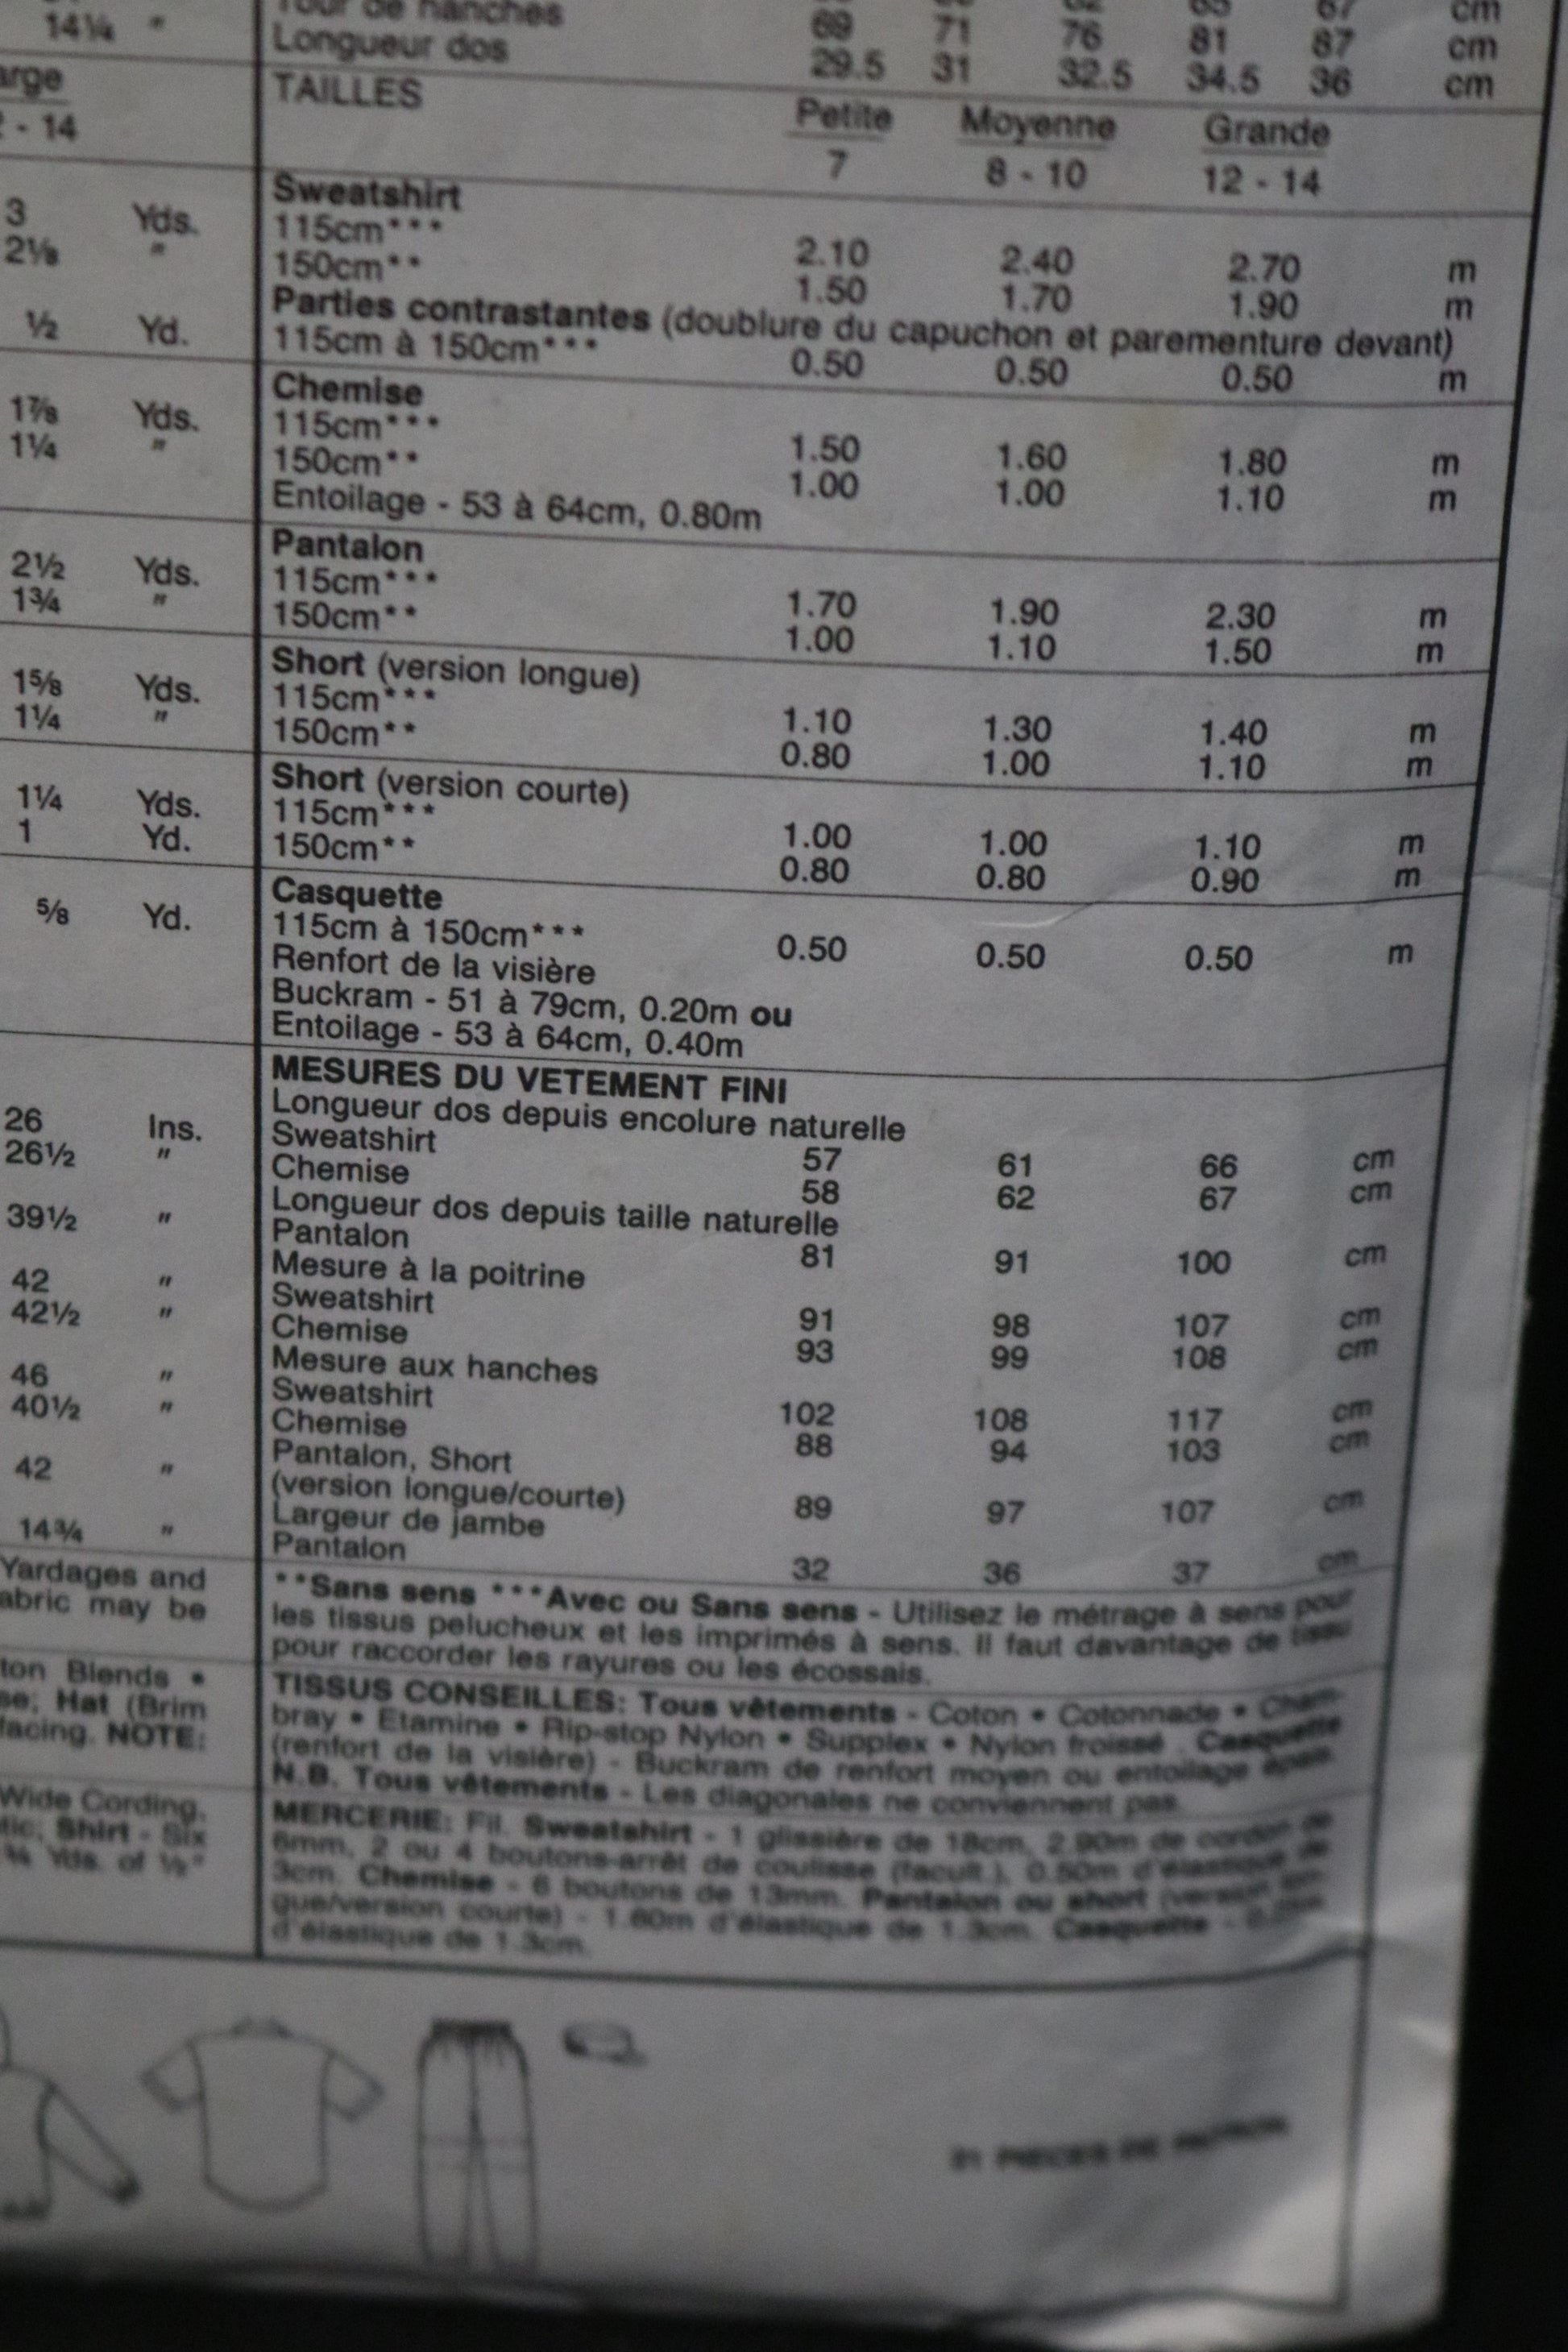 14¼ "
Tour de hanches 69 71 76 81 87 cm
Longueur dos 29.5 31 32.5 34.5 36 cm
TAILLES Petite Moyenne Grande
- 14 7 8 - 10 12 - 14
Sweatshirt
3 Yds. 115cm*** 2.10 2.40 2.70 m
2⅛ " 150cm** 1.50 1.70 1.90 m
Parties contrastantes (doublure du capuchon et parementure devant)
½ Yd. 115cm à 150cm*** 0.50 0.50 0.50 m
Chemise
1⅞ Yds. 115cm*** 1.50 1.60 1.80 m
1¼ " 150cm** 1.00 1.00 1.10 m
Entoilage - 53 à 64cm, 0.80m
Pantalon
2½ Yds. 115cm*** 1.70 1.90 2.30 m
1¾ " 150cm** 1.00 1.10 1.50 m
Short (version longue)
1⅝ Yds. 115cm*** 1.10 1.30 1.40 m
1¼ " 150cm** 0.80 1.00 1.10 m
Short (version courte)
1¼ Yds. 115cm*** 1.00 1.00 1.10 m
1 Yd. 150cm** 0.80 0.80 0.90 m
Casquette
⅝ Yd. 115cm à 150cm*** 0.50 0.50 0.50 m
Renfort de la visière
Buckram - 51 à 79cm, 0.20m ou
Entoilage - 53 à 64cm, 0.40m
MESURES DU VETEMENT FINI
Longueur dos depuis encolure naturelle
26 Ins. Sweatshirt 57 61 66 cm
26½ " Chemise 58 62 67 cm
Longueur dos depuis taille naturelle
39½ " Pantalon 81 91 100 cm
Mesure à la poitrine
42 " Sweatshirt 91 98 107 cm
42½ " Chemise 93 99 108 cm
Mesure aux hanches
46 " Sweatshirt 102 108 117 cm
40½ " Chemise 88 94 103 cm
Pantalon, Short
42 " (version longue/courte) 89 97 107 cm
Largeur de jambe
14¾ " Pantalon 32 36 37 cm
Yardages and
may be
**Sans sens ***Avec ou Sans sens - Utilisez le métrage à sens pour
les tissus pelucheux et les imprimés à sens. Il faut davantage de tissu
pour raccorder les rayures ou les écossais.
Blends •
Hat (Brim
NOTE:
TISSUS CONSEILLES: Tous vêtements - Coton • Cotonnade • Cham-
bray • Etamine • Rip-stop Nylon • Supplex • Nylon froissé . Casquette
(renfort de la visière) - Buckram de renfort moyen ou entoilage épais.
N.B. Tous vêtements - Les diagonales ne conviennent pas.
Wide Cording,
Shirt - Six
¾ Yds. of ½"
MERCERIE: Fil. Sweatshirt - 1 glissière de 18cm, 2.90m de cordon de
6mm, 2 ou 4 boutons-arrêt de coulisse (facult.), 0.50m d'élastique de
3cm. Chemise - 6 boutons de 13mm. Pantalon ou short (version lon-
gue/version courte) - 1.60m d'élastique de 1.3cm. Casquette -
d'élastique de 1.3cm.
PIECES DE PATRON